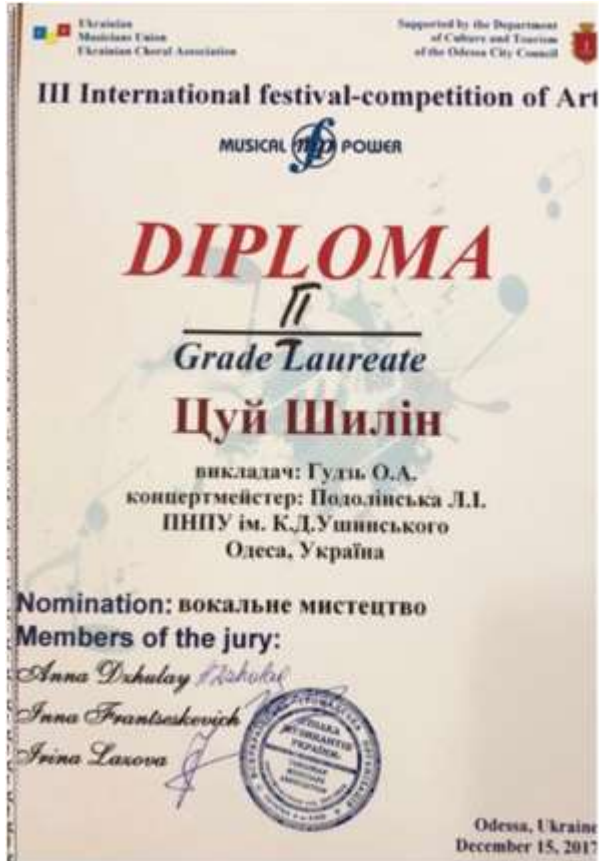 Ukrainian
Musicians Union
Ukrainian Choral Association
Supported by the Department
of Culture and Tourism
of the Odessa City Council
III International festival-competition of Art
MUSICAL POWER
DIPLOMA
II
Grade Laureate
Цуй Шилін
викладач: Гудзь О.А.
концертмейстер: Подолінська Л.І.
ПНПУ ім. К.Д.Ушинського
Одеса, Україна
Nomination: вокальне мистецтво
Members of the jury:
Anna Dzhulay
Inna Frantseskevich
Irina Lazova
Odessa, Ukraine
December 15, 2017